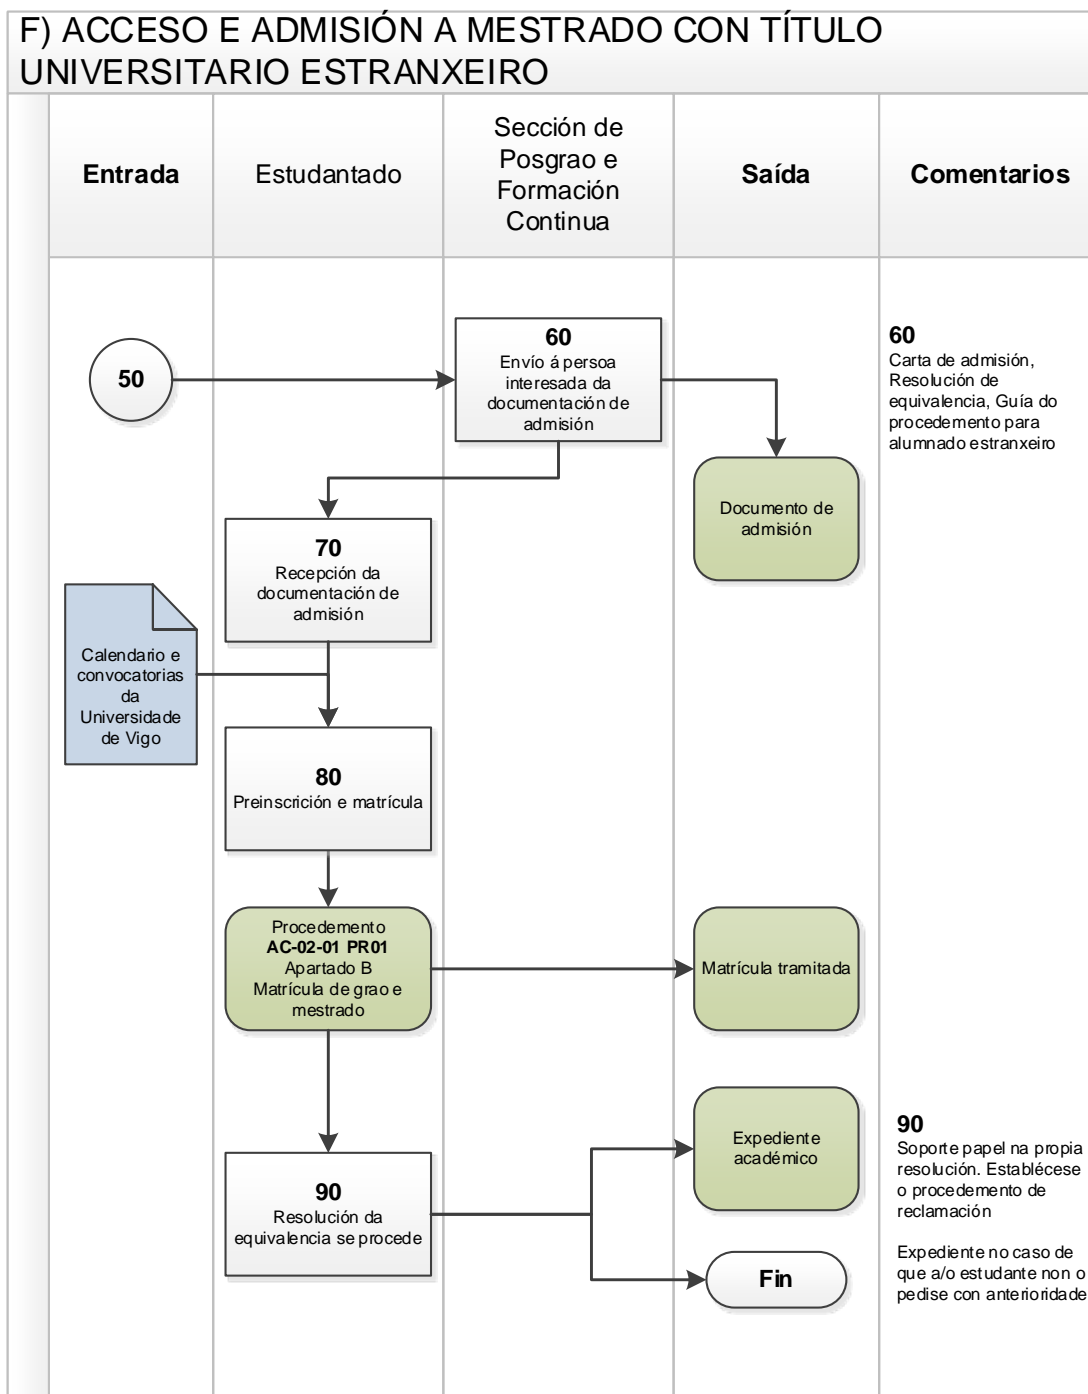 F) ACCESO E ADMISIÓN A MESTRADO CON TÍTULO
UNIVERSITARIO ESTRANXEIRO
Entrada
Estudantado
Sección de
Posgrao e
Formación
Continua
Saída
Comentarios
50
60
Envío á persoa
interesada da
documentación de
admisión
60
Carta de admisión,
Resolución de
equivalencia, Guía do
procedemento para
alumnado estranxeiro
Documento de
admisión
70
Recepción da
documentación de
admisión
Calendario e
convocatorias
da
Universidade
de Vigo
80
Preinscrición e matrícula
Procedemento
AC-02-01 PR01
Apartado B
Matrícula de grao e
mestrado
Matrícula tramitada
Expediente
académico
90
Resolución da
equivalencia se procede
90
Soporte papel na propia
resolución. Establécese
o procedemento de
reclamación
Expediente no caso de
que a/o estudante non o
pedise con anterioridade
Fin